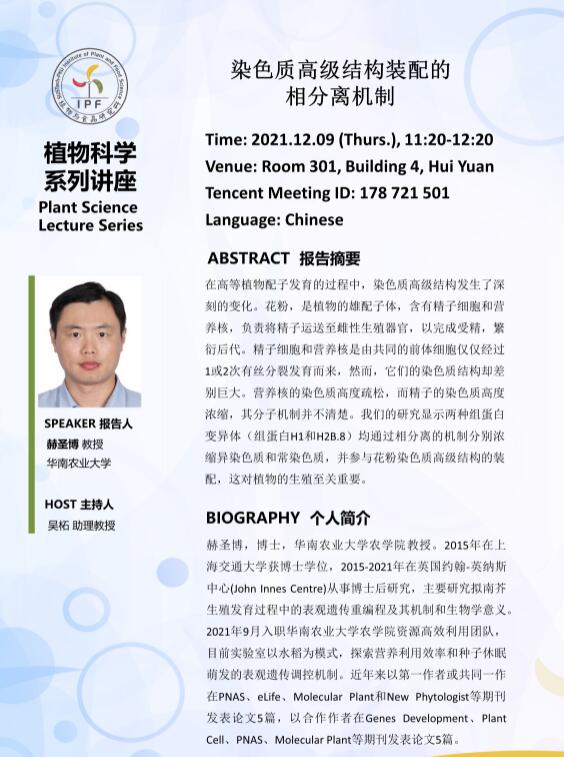 染色质高级结构装配的
相分离机制
IPF
植物科学
系列讲座
Plant Science
Lecture Series
Time: 2021.12.09 (Thurs.), 11:20-12:20
Venue: Room 301, Building 4, Hui Yuan
Tencent Meeting ID: 178 721 501
Language: Chinese
SPEAKER 报告人
赫圣博 教授
华南农业大学
HOST 主持人
吴柘 助理教授
ABSTRACT 报告摘要
在高等植物配子发育的过程中，染色质高级结构发生了深
刻的变化。花粉，是植物的雄配子体，含有精子细胞和营
养核，负责将精子运送至雌性生殖器官，以完成受精，繁
衍后代。精子细胞和营养核是由共同的前体细胞仅仅经过
1或2次有丝分裂发育而来，然而，它们的染色质结构却差
别巨大。营养核的染色质高度疏松，而精子的染色质高度
浓缩，其分子机制并不清楚。我们的研究显示两种组蛋白
变异体（组蛋白H1和H2B.8）均通过相分离的机制分别浓
缩异染色质和常染色质，并参与花粉染色质高级结构的装
配，这对植物的生殖至关重要。
BIOGRAPHY 个人简介
赫圣博，博士，华南农业大学农学院教授。2015年在上
海交通大学获博士学位，2015-2021年在英国约翰-英纳斯
中心(John Innes Centre)从事博士后研究，主要研究拟南芥
生殖发育过程中的表观遗传重编程及其机制和生物学意义。
2021年9月入职华南农业大学农学院资源高效利用团队，
目前实验室以水稻为模式，探索营养利用效率和种子休眠
萌发的表观遗传调控机制。近年来以第一作者或共同一作
在PNAS、eLife、Molecular Plant和New Phytologist等期刊
发表论文5篇，以合作作者在Genes Development、Plant
Cell、PNAS、Molecular Plant等期刊发表论文5篇。